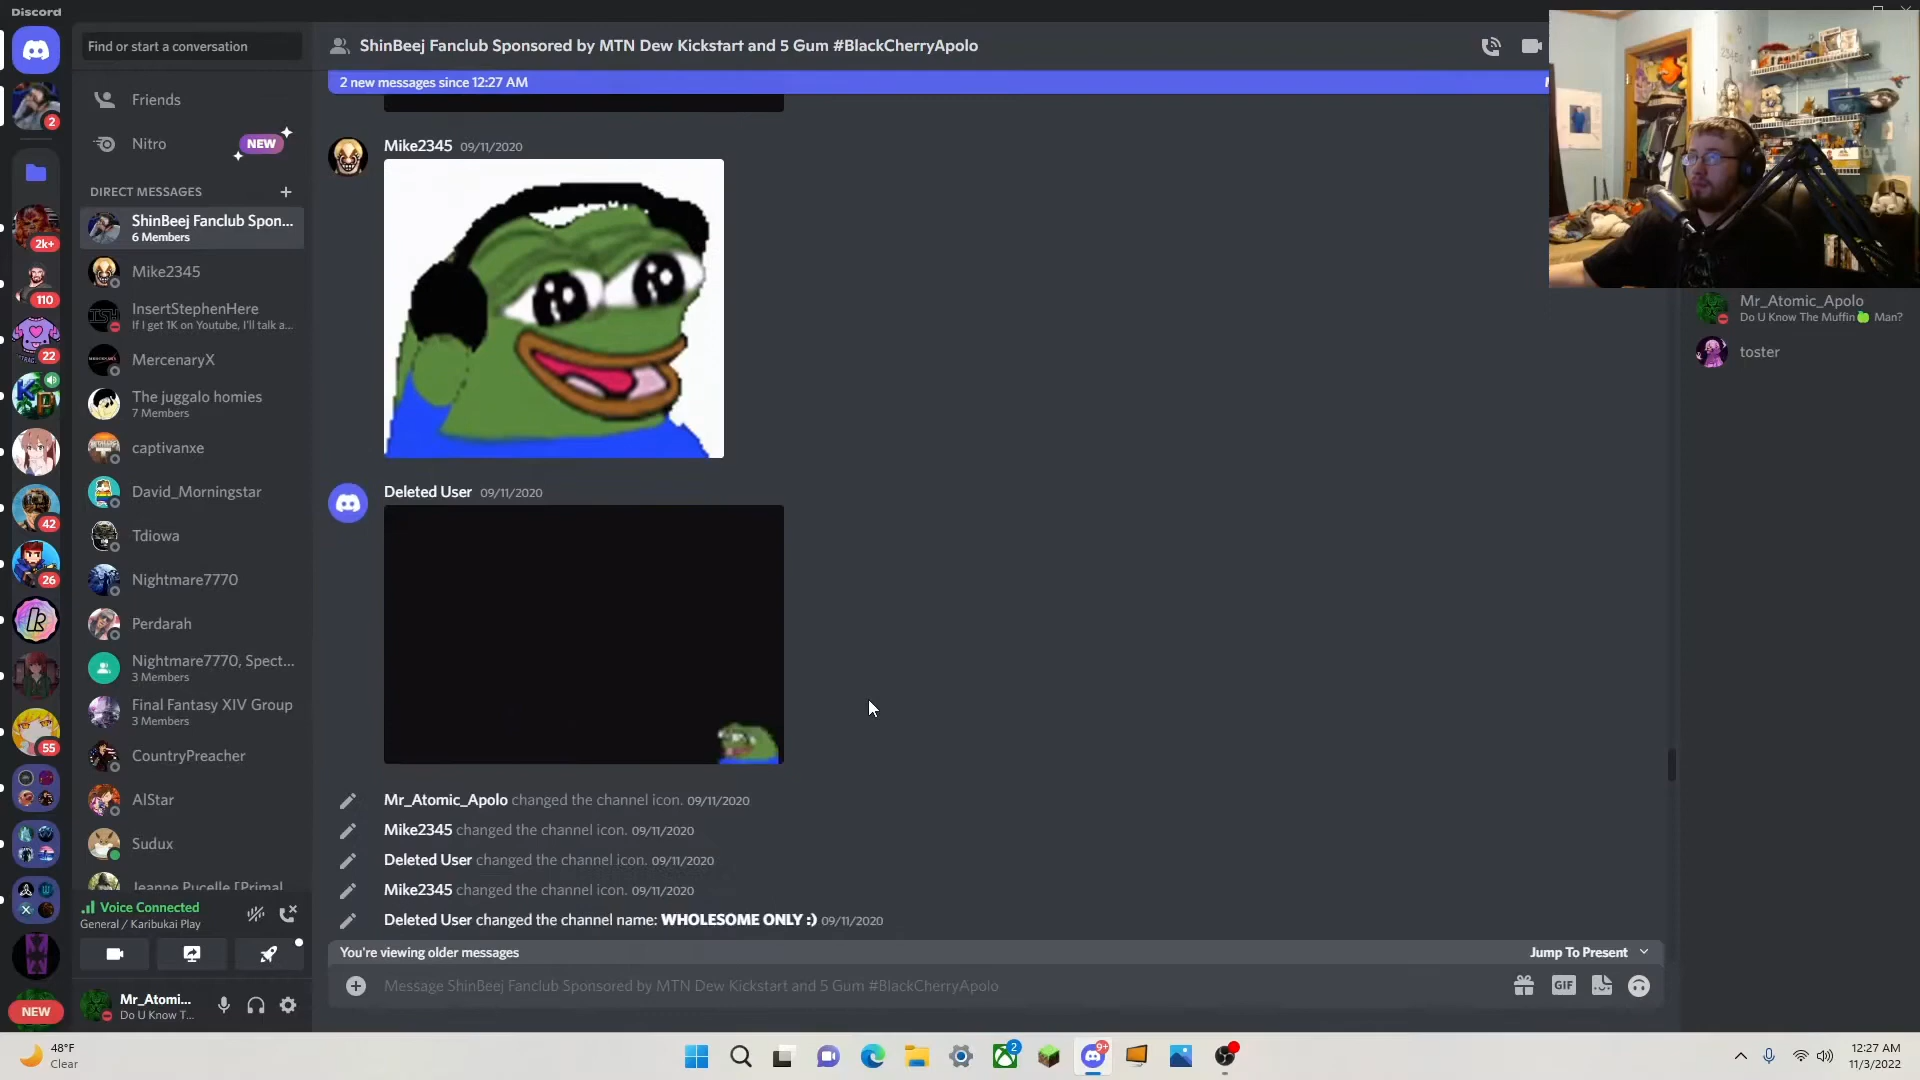 Discord
Find or start a conversation
ShinBeej Fanclub Sponsored by MTN Dew Kickstart and 5 Gum #BlackCherryApolo
2 new messages since 12:27 AM
Friends
Nitro
NEW
DIRECT MESSAGES
ShinBeej Fanclub Spon...
6 Members
Mike2345
InsertStephenHere
If I get 1K on Youtube, I'll talk a...
MercenaryX
The juggalo homies
7 Members
captivanxe
David_Morningstar
Tdiowa
Nightmare7770
Perdarah
Nightmare7770, Spect...
3 Members
Final Fantasy XIV Group
3 Members
CountryPreacher
AlStar
Sudux
Jeanne Pucelle [Primal
2
2k+
110
22
42
26
55
NEW
Mike2345 09/11/2020
Deleted User 09/11/2020
Mr_Atomic_Apolo changed the channel icon. 09/11/2020
Mike2345 changed the channel icon. 09/11/2020
Deleted User changed the channel icon. 09/11/2020
Mike2345 changed the channel icon. 09/11/2020
Deleted User changed the channel name: WHOLESOME ONLY :) 09/11/2020
You're viewing older messages
Jump To Present
Message ShinBeej Fanclub Sponsored by MTN Dew Kickstart and 5 Gum #BlackCherryApolo
GIF
Mr_Atomic_Apolo
Do U Know The Muffin🍏 Man?
toster
Voice Connected
General / Karibukai Play
Mr_Atomi...
Do U Know T...
48°F
Clear
2
9+
12:27 AM
11/3/2022